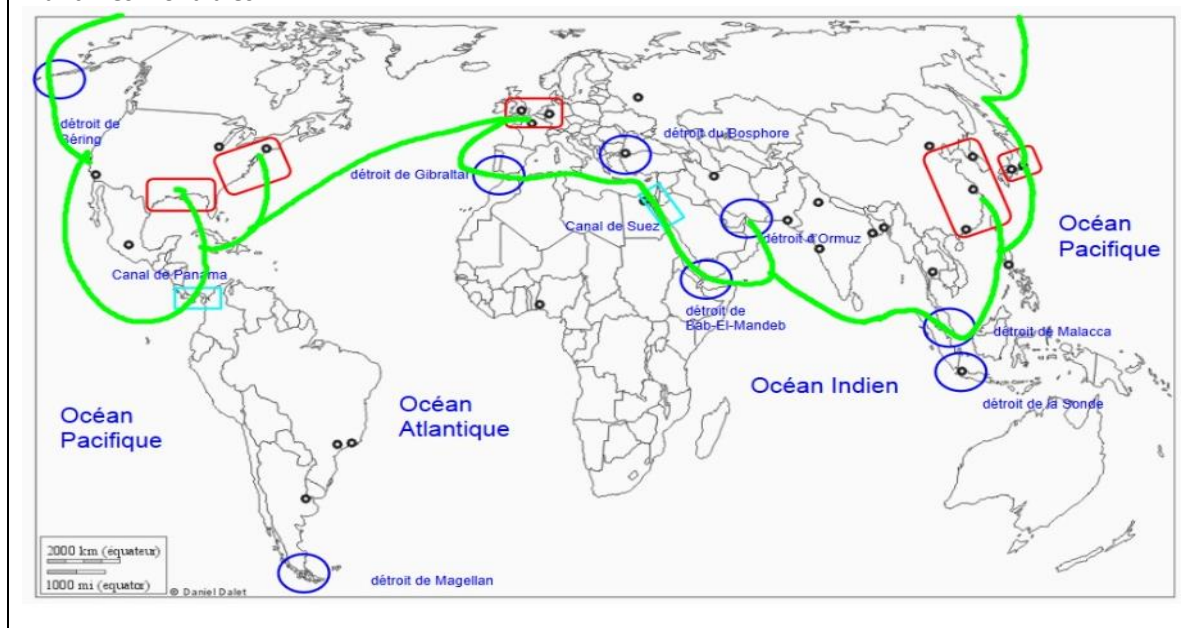 détroit de
Béring
détroit du Bosphore
détroit de Gibraltar
Canal de Suez
détroit d'Ormuz
Océan
Pacifique
Canal de Panama
détroit de
Bab-El-Mandeb
détroit de Malacca
Océan Indien
détroit de la Sonde
Océan
Pacifique
Océan
Atlantique
2000 km (équateur)
1000 mi (equator)
© Daniel Dalet
détroit de Magellan